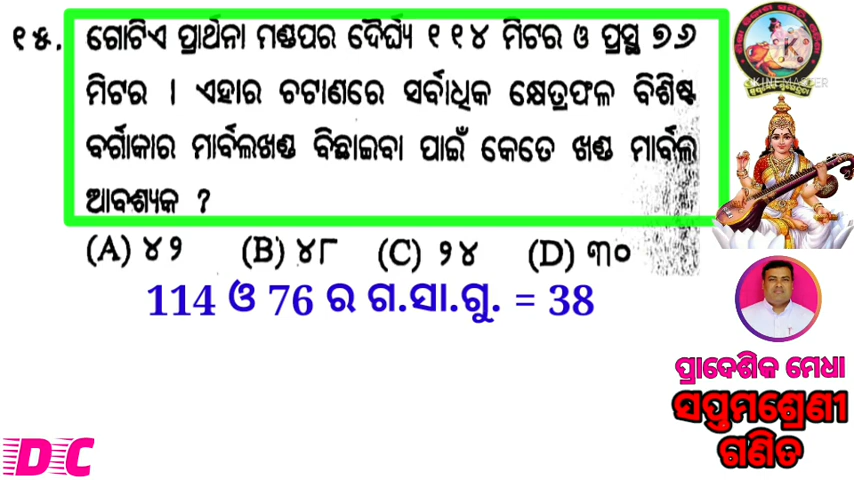 ୧୫. ଗୋଟିଏ ପ୍ରାର୍ଥନା ମଣ୍ଡପର ଦୈର୍ଘ୍ୟ ୧୧୪ ମିଟର ଓ ପ୍ରସ୍ଥ ୭୬
ମିଟର । ଏହାର ଚଟାଣରେ ସର୍ବାଧିକ କ୍ଷେତ୍ରଫଳ ବିଶିଷ୍ଟ
ବର୍ଗାକାର ମାର୍ବଲଖଣ୍ଡ ବିଛାଇବା ପାଇଁ କେତେ ଖଣ୍ଡ ମାର୍ବଲ
ଆବଶ୍ୟକ ?
(A) ୪୨ (B) ୪୮ (C) ୨୪ (D) ୩୦
114 ଓ 76 ର ଗ.ସା.ଗୁ. = 38
K
ପ୍ରାଦେଶିକ ମେଧା
ସପ୍ତମଶ୍ରେଣୀ
ଗଣିତ
DC